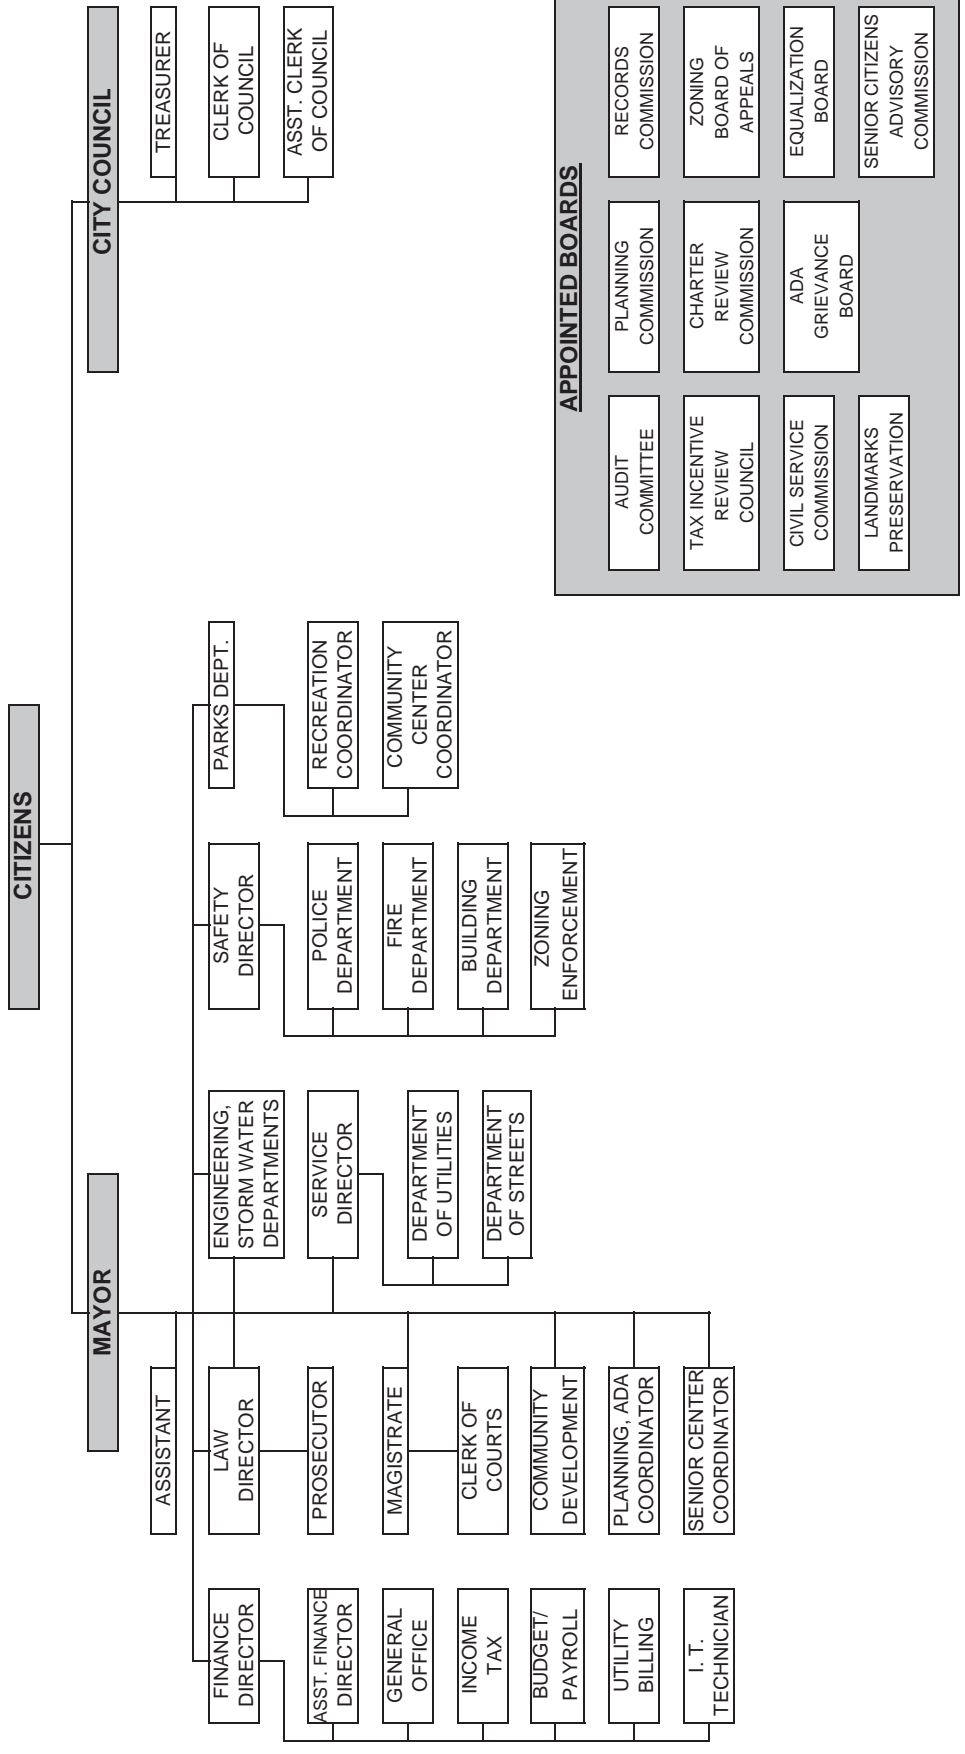 CITIZENS
MAYOR
CITY COUNCIL
ASSISTANT
TREASURER
CLERK OF
COUNCIL
ASST. CLERK
OF COUNCIL
FINANCE
DIRECTOR
ASST. FINANCE
DIRECTOR
GENERAL
OFFICE
INCOME
TAX
BUDGET/
PAYROLL
UTILITY
BILLING
I. T.
TECHNICIAN
LAW
DIRECTOR
PROSECUTOR
MAGISTRATE
CLERK OF
COURTS
COMMUNITY
DEVELOPMENT
PLANNING, ADA
COORDINATOR
SENIOR CENTER
COORDINATOR
ENGINEERING,
STORM WATER
DEPARTMENTS
SERVICE
DIRECTOR
DEPARTMENT
OF UTILITIES
DEPARTMENT
OF STREETS
SAFETY
DIRECTOR
POLICE
DEPARTMENT
FIRE
DEPARTMENT
BUILDING
DEPARTMENT
ZONING
ENFORCEMENT
PARKS DEPT.
RECREATION
COORDINATOR
COMMUNITY
CENTER
COORDINATOR
APPOINTED BOARDS
AUDIT
COMMITTEE
PLANNING
COMMISSION
RECORDS
COMMISSION
TAX INCENTIVE
REVIEW
COUNCIL
CHARTER
REVIEW
COMMISSION
ZONING
BOARD OF
APPEALS
CIVIL SERVICE
COMMISSION
ADA
GRIEVANCE
BOARD
EQUALIZATION
BOARD
LANDMARKS
PRESERVATION
SENIOR CITIZENS
ADVISORY
COMMISSION